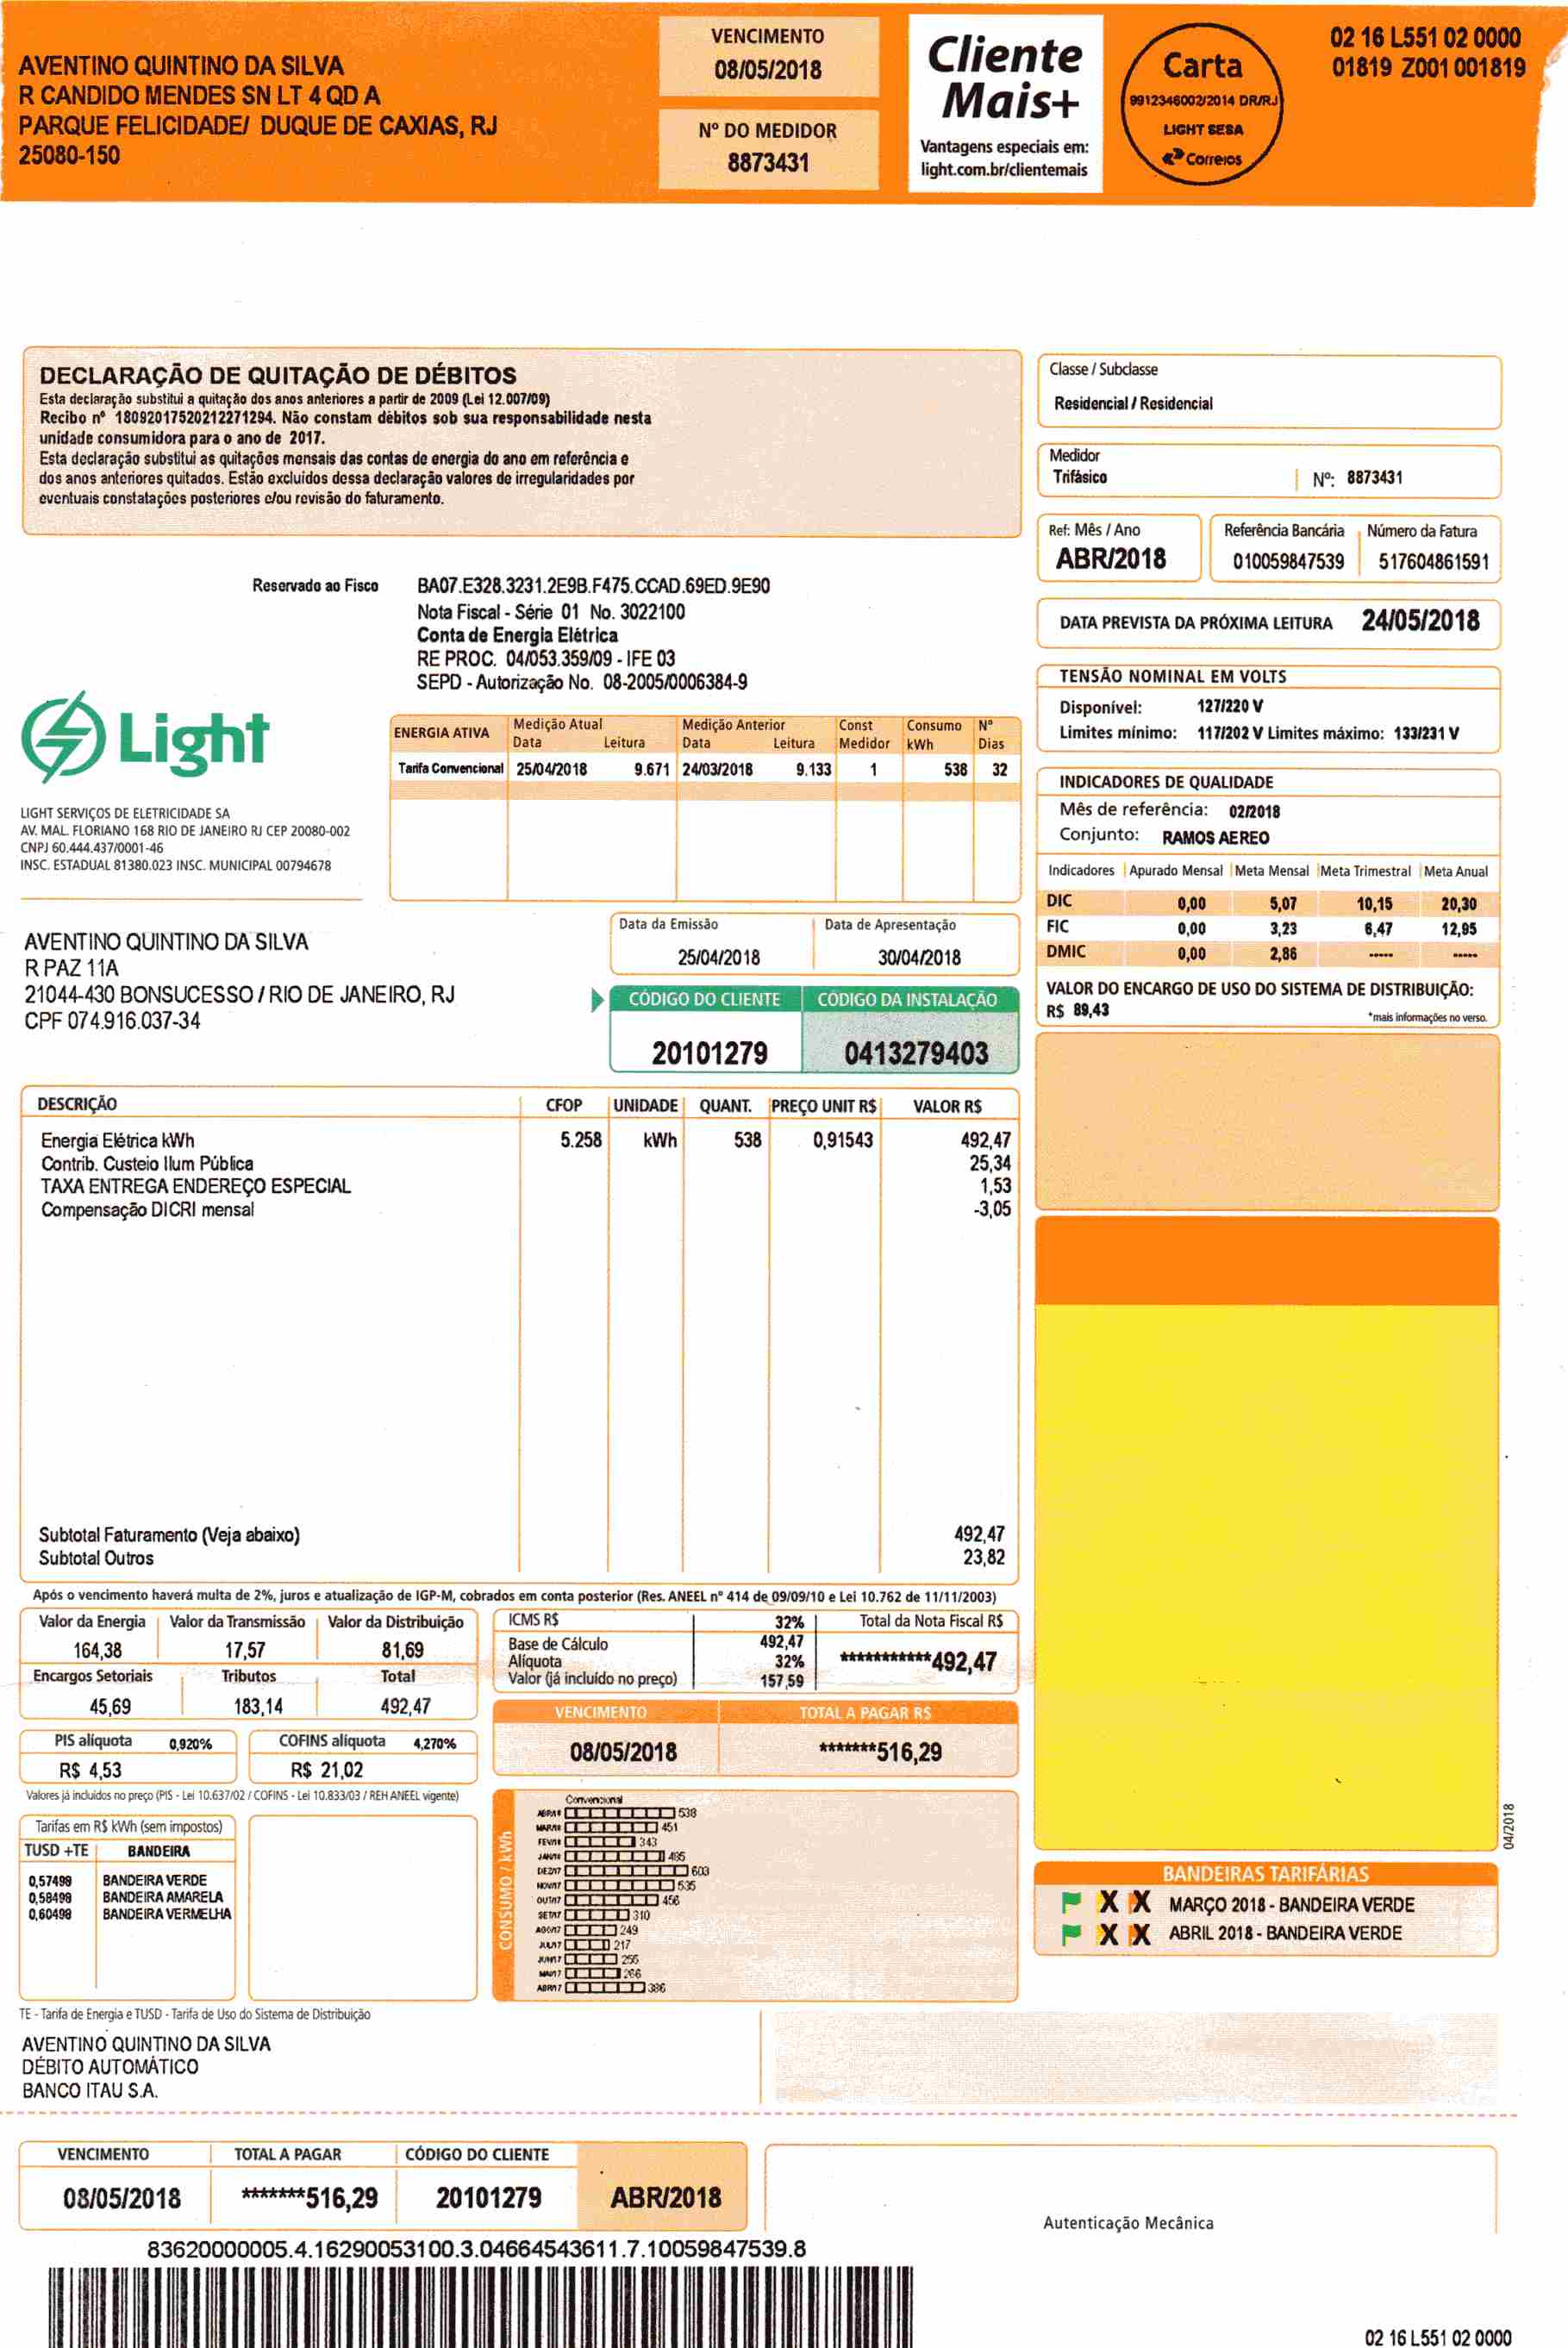 AVENTINO QUINTINO DA SILVA
R CANDIDO MENDES SN LT 4 QD A
PARQUE FELICIDADE/ DUQUE DE CAXIAS, RJ
25080-150
VENCIMENTO
08/05/2018
Nº DO MEDIDOR
8873431
Cliente
Mais+
Vantagens especiais em:
light.com.br/clientemais
Carta
9912346002/2014 DR/RJ
LIGHT SESA
Correios
02 16 L551 02 0000
01819 Z001 001819
DECLARAÇÃO DE QUITAÇÃO DE DÉBITOS
Esta declaração substitui a quitação dos anos anteriores a partir de 2009 (Lei 12.007/09)
Recibo nº 18092017520212271294. Não constam débitos sob sua responsabilidade nesta
unidade consumidora para o ano de 2017.
Esta declaração substitui as quitações mensais das contas de energia do ano em referência e
dos anos anteriores quitados. Estão excluídos dessa declaração valores de irregularidades por
eventuais constatações posteriores e/ou revisão do faturamento.
Classe / Subclasse
Residencial / Residencial
Medidor
Trifásico Nº: 8873431
Ref: Mês / Ano
ABR/2018
Referência Bancária Número da Fatura
010059847539 517604861591
DATA PREVISTA DA PRÓXIMA LEITURA 24/05/2018
Reservado ao Fisco BA07.E328.3231.2E9B.F475.CCAD.69ED.9E90
Nota Fiscal - Série 01 No. 3022100
Conta de Energia Elétrica
RE PROC. 04/053.359/09 - IFE 03
SEPD - Autorização No. 08-2005/0006384-9
TENSÃO NOMINAL EM VOLTS
Disponível: 127/220 V
Limites mínimo: 117/202 V Limites máximo: 133/231 V
Light
LIGHT SERVIÇOS DE ELETRICIDADE SA
AV. MAL. FLORIANO 168 RIO DE JANEIRO RJ CEP 20080-002
CNPJ 60.444.437/0001-46
INSC. ESTADUAL 81380.023 INSC. MUNICIPAL 00794678
ENERGIA ATIVA Medição Atual Medição Anterior Const Consumo Nº
Data Leitura Data Leitura Medidor kWh Dias
Tarifa Convencional 25/04/2018 9.671 24/03/2018 9.133 1 538 32
INDICADORES DE QUALIDADE
Mês de referência: 02/2018
Conjunto: RAMOS AEREO
Indicadores Apurado Mensal Meta Mensal Meta Trimestral Meta Anual
DIC 0,00 5,07 10,15 20,30
FIC 0,00 3,23 6,47 12,95
DMIC 0,00 2,86 ----- -----
VALOR DO ENCARGO DE USO DO SISTEMA DE DISTRIBUIÇÃO:
R$ 89,43
*mais informações no verso.
AVENTINO QUINTINO DA SILVA
R PAZ 11A
21044-430 BONSUCESSO / RIO DE JANEIRO, RJ
CPF 074.916.037-34
Data da Emissão Data de Apresentação
25/04/2018 30/04/2018
CÓDIGO DO CLIENTE CÓDIGO DA INSTALAÇÃO
20101279 0413279403
DESCRIÇÃO CFOP UNIDADE QUANT. PREÇO UNIT R$ VALOR R$
Energia Elétrica kWh 5.258 kWh 538 0,91543 492,47
Contrib. Custeio Ilum Pública 25,34
TAXA ENTREGA ENDEREÇO ESPECIAL 1,53
Compensação DICRI mensal -3,05
Subtotal Faturamento (Veja abaixo) 492,47
Subtotal Outros 23,82
Após o vencimento haverá multa de 2%, juros e atualização de IGP-M, cobrados em conta posterior (Res. ANEEL nº 414 de 09/09/10 e Lei 10.762 de 11/11/2003)
Valor da Energia Valor da Transmissão Valor da Distribuição
164,38 17,57 81,69
Encargos Setoriais Tributos Total
45,69 183,14 492,47
ICMS R$ 32% Total da Nota Fiscal R$
Base de Cálculo 492,47
Alíquota 32% ***********492,47
Valor (já incluído no preço) 157,59
PIS alíquota 0,920% COFINS alíquota 4,270%
R$ 4,53 R$ 21,02
Valores já incluídos no preço (PIS - Lei 10.637/02 / COFINS - Lei 10.833/03 / REH ANEEL vigente)
VENCIMENTO TOTAL A PAGAR R$
08/05/2018 *******516,29
Tarifas em R$ kWh (sem impostos)
TUSD +TE BANDEIRA
0,57498 BANDEIRA VERDE
0,58498 BANDEIRA AMARELA
0,60498 BANDEIRA VERMELHA
CONSUMO / kWh
Convencional
ABR/18 538
MAR/18 451
FEV/18 343
JAN/18 485
DEZ/17 603
NOV/17 535
OUT/17 456
SET/17 310
AGO/17 249
JUL/17 217
JUN/17 255
MAI/17 266
ABR/17 386
04/2018
BANDEIRAS TARIFÁRIAS
X X MARÇO 2018 - BANDEIRA VERDE
X X ABRIL 2018 - BANDEIRA VERDE
TE - Tarifa de Energia e TUSD - Tarifa de Uso do Sistema de Distribuição
AVENTINO QUINTINO DA SILVA
DÉBITO AUTOMÁTICO
BANCO ITAU S.A.
VENCIMENTO TOTAL A PAGAR CÓDIGO DO CLIENTE
08/05/2018 *******516,29 20101279 ABR/2018
Autenticação Mecânica
83620000005.4.16290053100.3.04664543611.7.10059847539.8
02 16 L551 02 0000